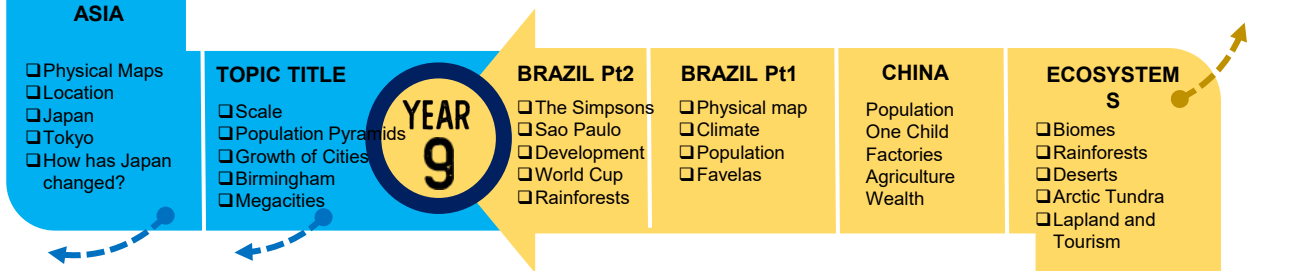 ASIA
❑Physical Maps
❑Location
❑Japan
❑Tokyo
❑How has Japan
changed?
TOPIC TITLE
❑Scale
❑Population Pyramids
❑Growth of Cities
❑Birmingham
❑Megacities
YEAR
9
BRAZIL Pt2
❑The Simpsons
❑Sao Paulo
❑Development
❑World Cup
❑Rainforests
BRAZIL Pt1
❑Physical map
❑Climate
❑Population
❑Favelas
CHINA
Population
One Child
Factories
Agriculture
Wealth
ECOSYSTEM
S
❑Biomes
❑Rainforests
❑Deserts
❑Arctic Tundra
❑Lapland and
Tourism